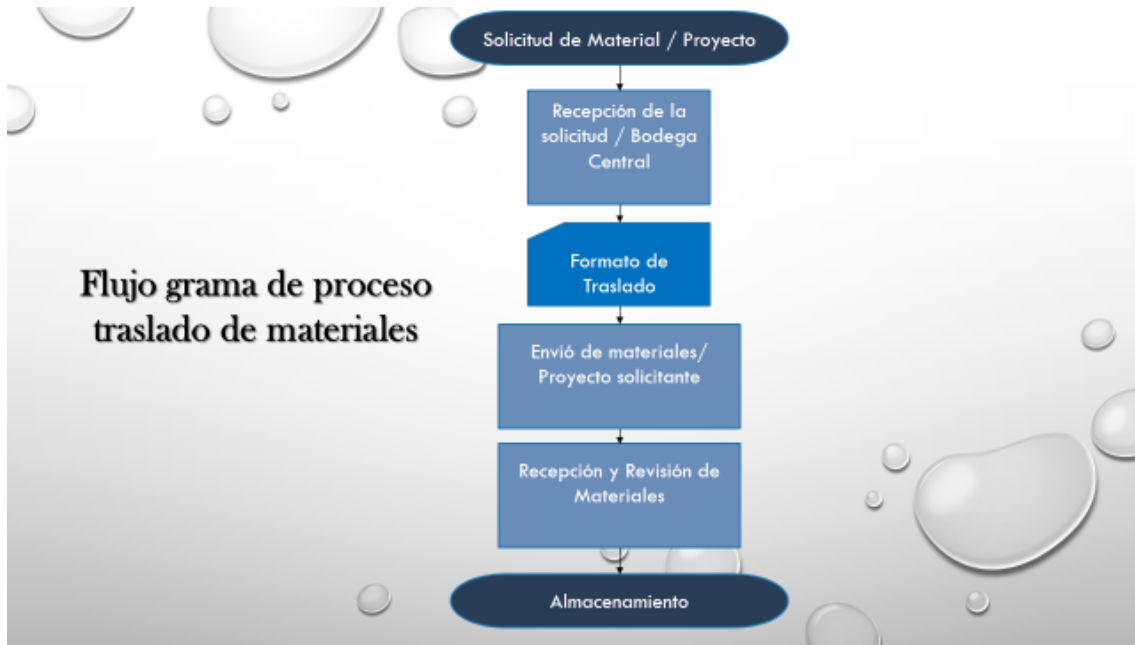 Solicitud de Material / Proyecto
Recepción de la
solicitud / Bodega
Central
Formato de
Traslado
Flujo grama de proceso
traslado de materiales
Envió de materiales/
Proyecto solicitante
Recepción y Revisión de
Materiales
Almacenamiento